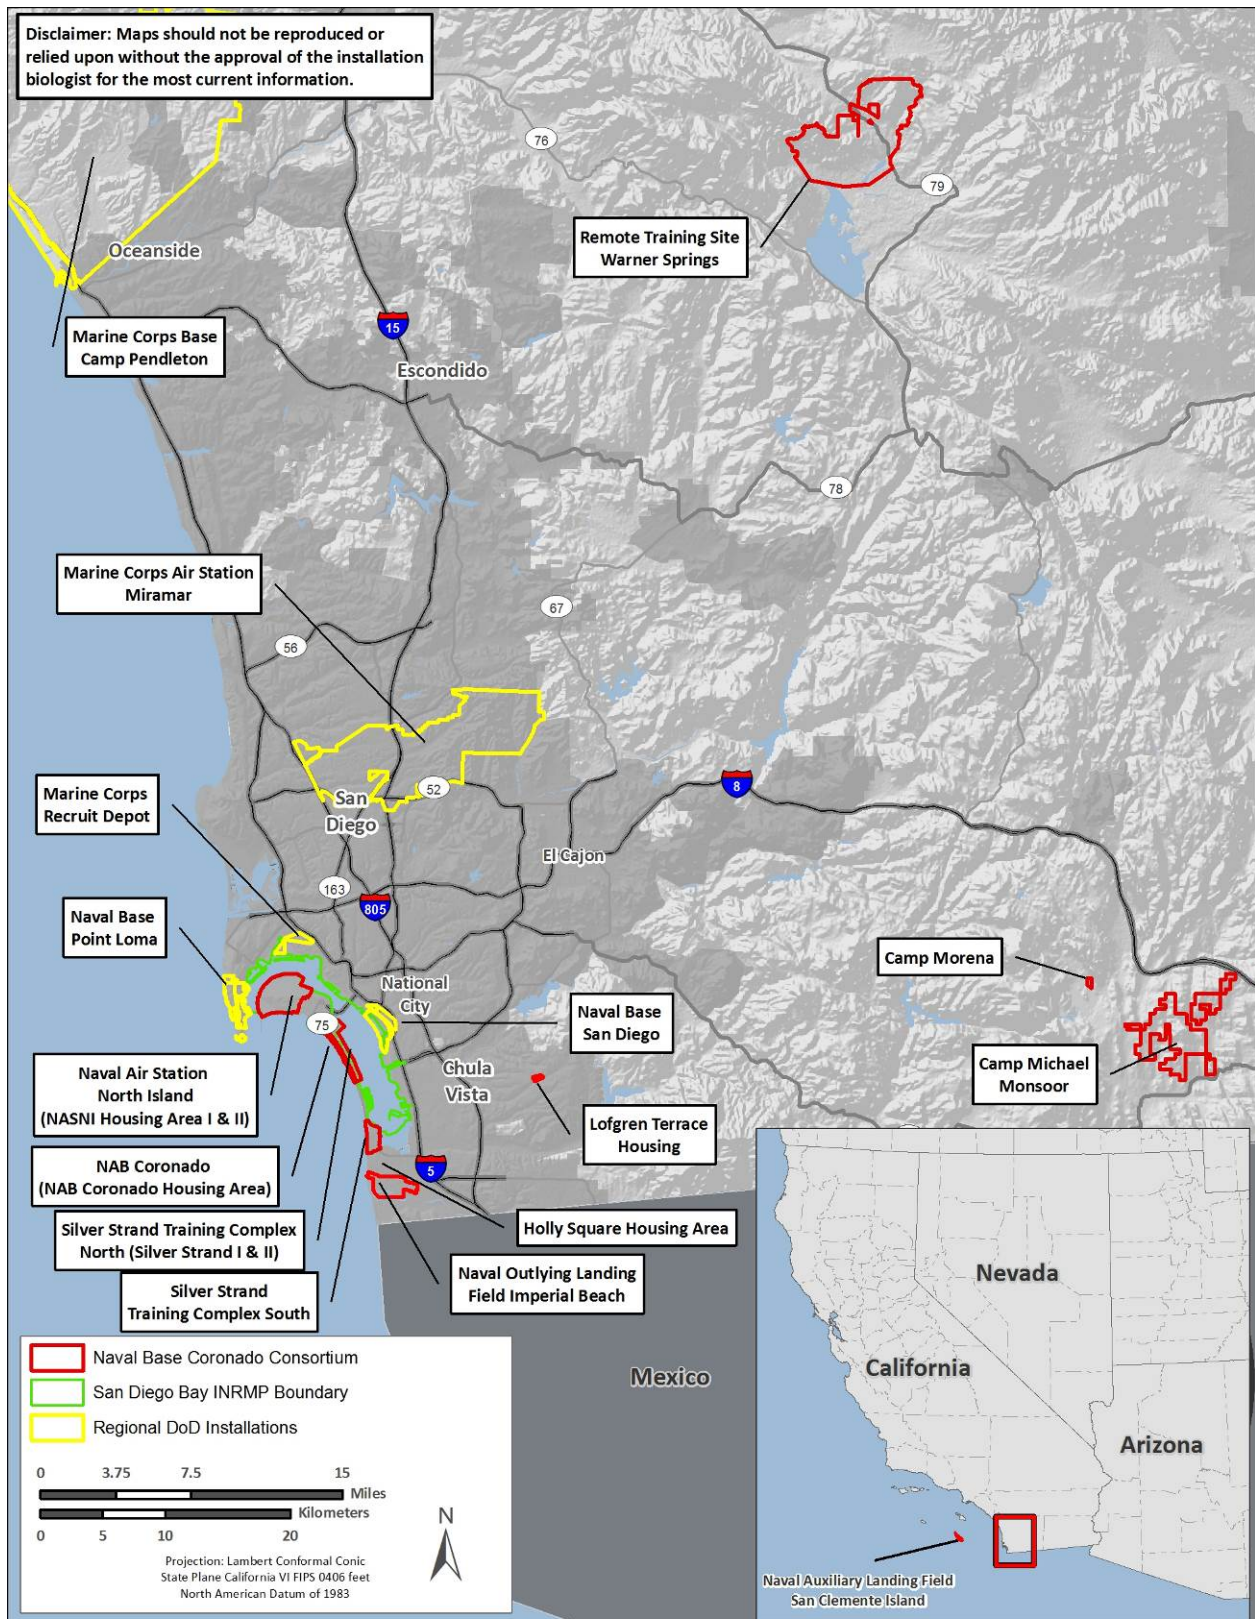 Disclaimer: Maps should not be reproduced or
relied upon without the approval of the installation
biologist for the most current information.
76
79
Remote Training Site
Warner Springs
Oceanside
15
Marine Corps Base
Camp Pendleton
Escondido
78
Marine Corps Air Station
Miramar
67
56
Marine Corps
Recruit Depot
52
San
Diego
8
El Cajon
163
805
Naval Base
Point Loma
National
City
75
Naval Base
San Diego
Camp Morena
Camp Michael
Monsoor
Naval Air Station
North Island
(NASNI Housing Area I & II)
Chula
Vista
Lofgren Terrace
Housing
NAB Coronado
(NAB Coronado Housing Area)
5
Silver Strand Training Complex
North (Silver Strand I & II)
Holly Square Housing Area
Silver Strand
Training Complex South
Naval Outlying Landing
Field Imperial Beach
Mexico
Naval Base Coronado Consortium
San Diego Bay INRMP Boundary
Regional DoD Installations
0 3.75 7.5 15
Miles
Kilometers
0 5 10 20
N
Projection: Lambert Conformal Conic
State Plane California VI FIPS 0406 feet
North American Datum of 1983
Nevada
California
Arizona
Naval Auxiliary Landing Field
San Clemente Island